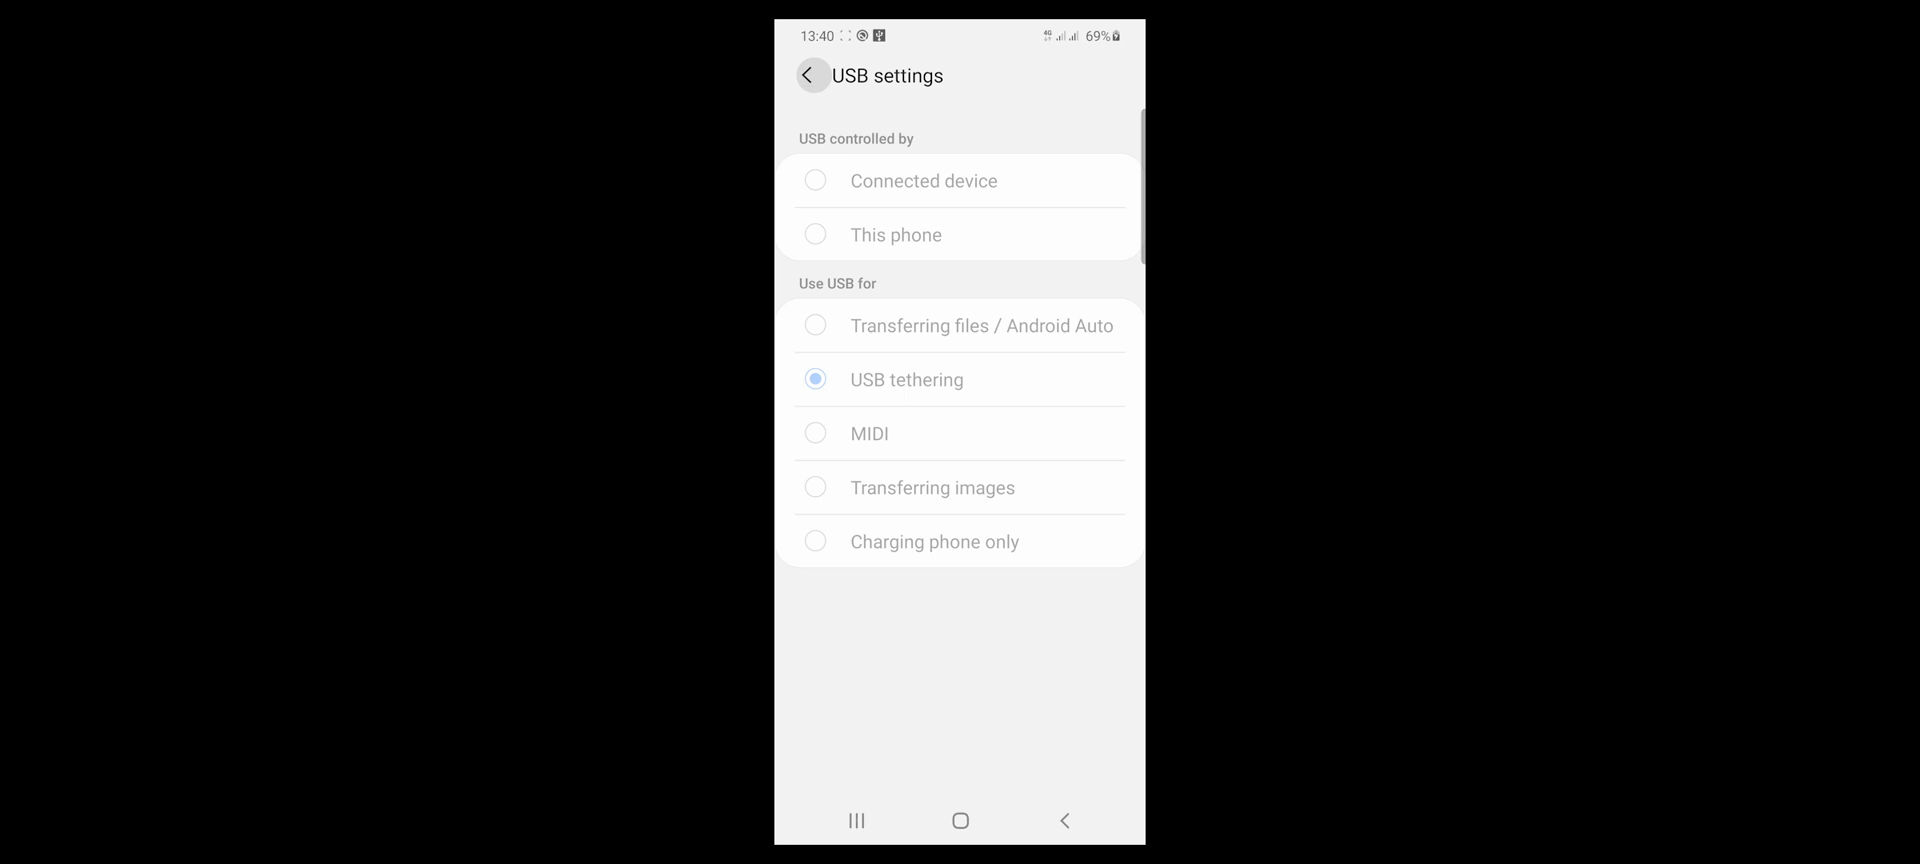 13:40 4G 69%
USB settings
USB controlled by
Connected device
This phone
Use USB for
Transferring files / Android Auto
USB tethering
MIDI
Transferring images
Charging phone only